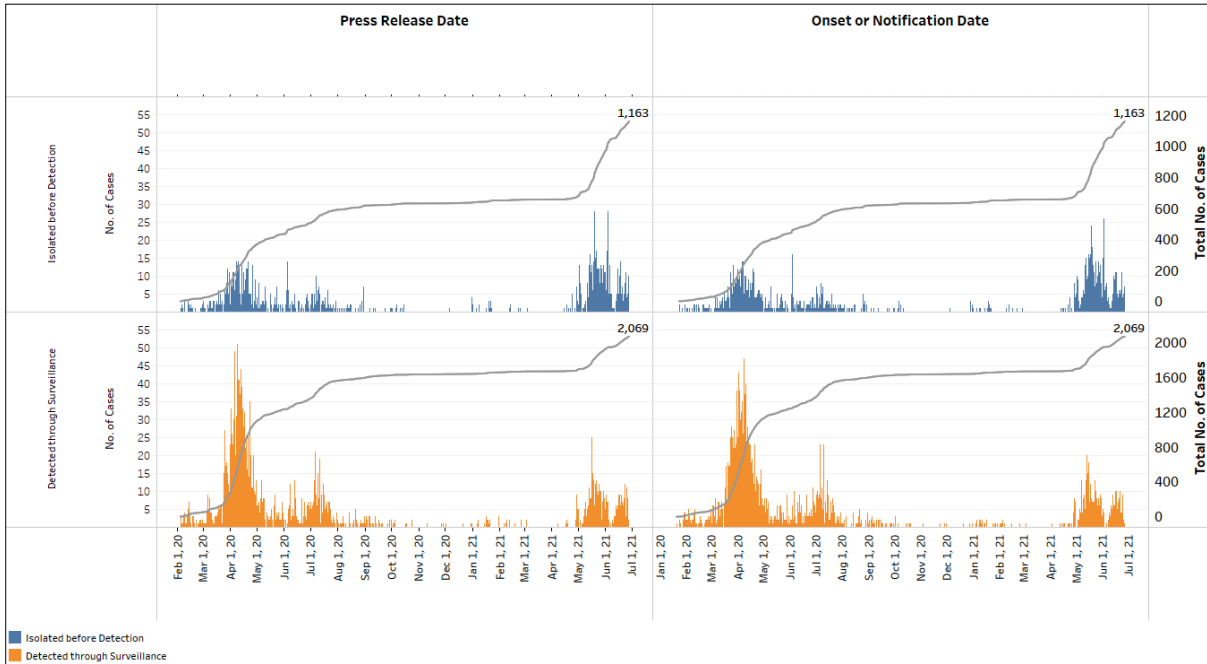 Press Release Date
Onset or Notification Date
Isolated before Detection
No. of Cases
55
50
45
40
35
30
25
20
15
10
5
1,163
1,163
1200
1000
800
600
400
200
0
Total No. of Cases
Detected through Surveillance
No. of Cases
55
50
45
40
35
30
25
20
15
10
5
2,069
2,069
2000
1600
1200
800
400
0
Total No. of Cases
Feb 1, 20
Mar 1, 20
Apr 1, 20
May 1, 20
Jun 1, 20
Jul 1, 20
Aug 1, 20
Sep 1, 20
Oct 1, 20
Nov 1, 20
Dec 1, 20
Jan 1, 21
Feb 1, 21
Mar 1, 21
Apr 1, 21
May 1, 21
Jun 1, 21
Jul 1, 21
Jan 1, 20
Feb 1, 20
Mar 1, 20
Apr 1, 20
May 1, 20
Jun 1, 20
Jul 1, 20
Aug 1, 20
Sep 1, 20
Oct 1, 20
Nov 1, 20
Dec 1, 20
Jan 1, 21
Feb 1, 21
Mar 1, 21
Apr 1, 21
May 1, 21
Jun 1, 21
Jul 1, 21
Isolated before Detection
Detected through Surveillance